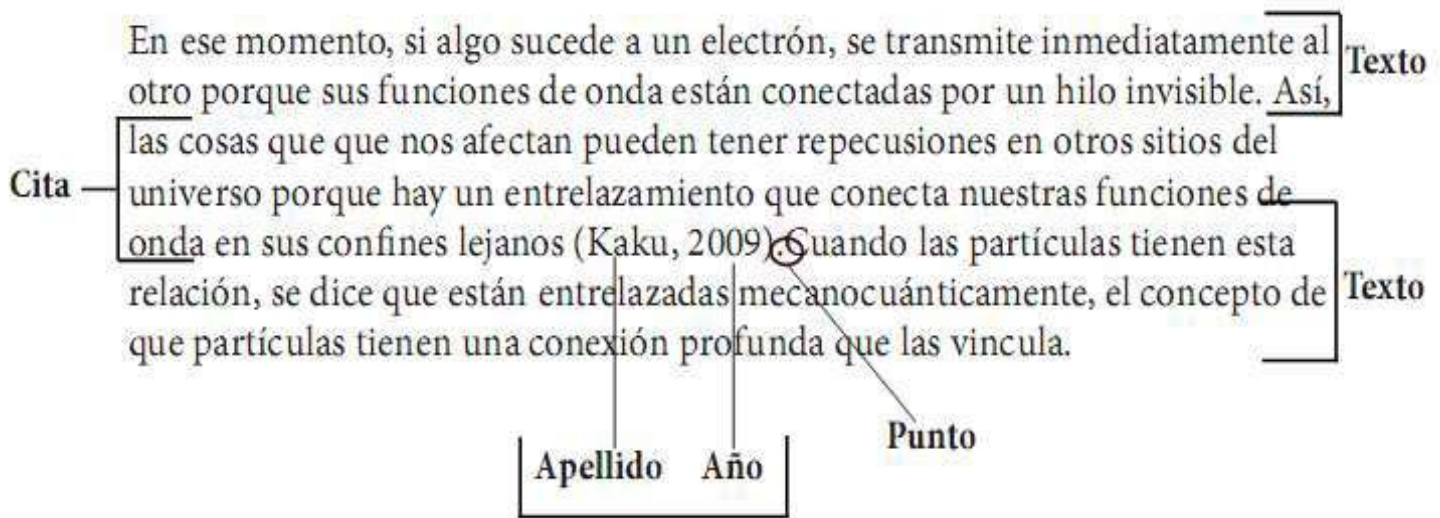 En ese momento, si algo sucede a un electrón, se transmite inmediatamente al
otro porque sus funciones de onda están conectadas por un hilo invisible. Así,
las cosas que que nos afectan pueden tener repecusiones en otros sitios del
universo porque hay un entrelazamiento que conecta nuestras funciones de
onda en sus confines lejanos (Kaku, 2009). Cuando las partículas tienen esta
relación, se dice que están entrelazadas mecanocuánticamente, el concepto de
que partículas tienen una conexión profunda que las vincula.
Texto
Cita
Texto
Punto
Apellido Año